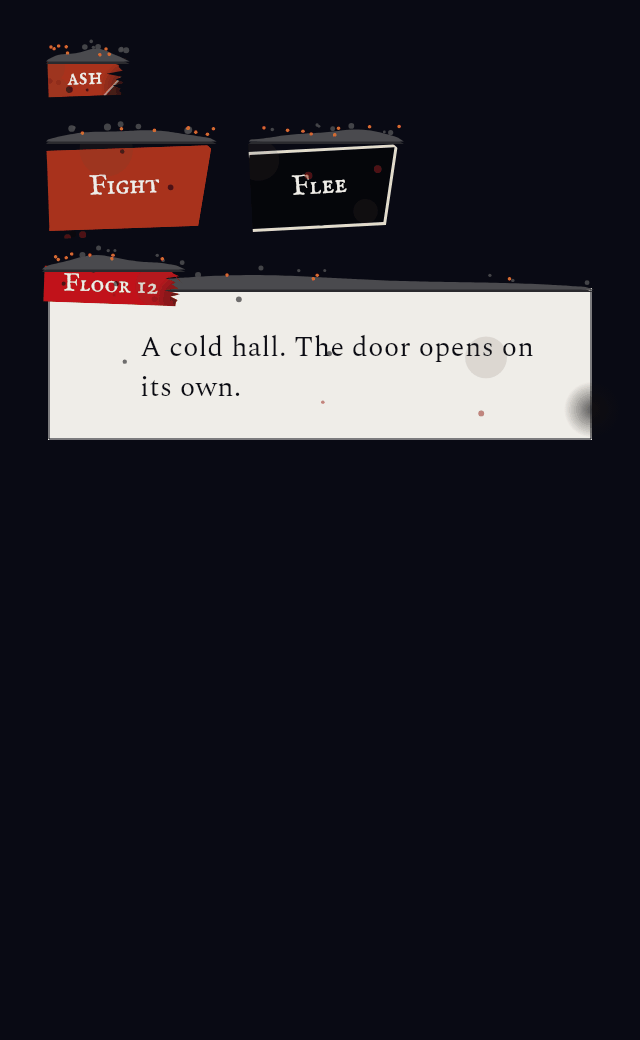 ASH
Fight
Flee
Floor 12
A cold hall. The door opens on
its own.